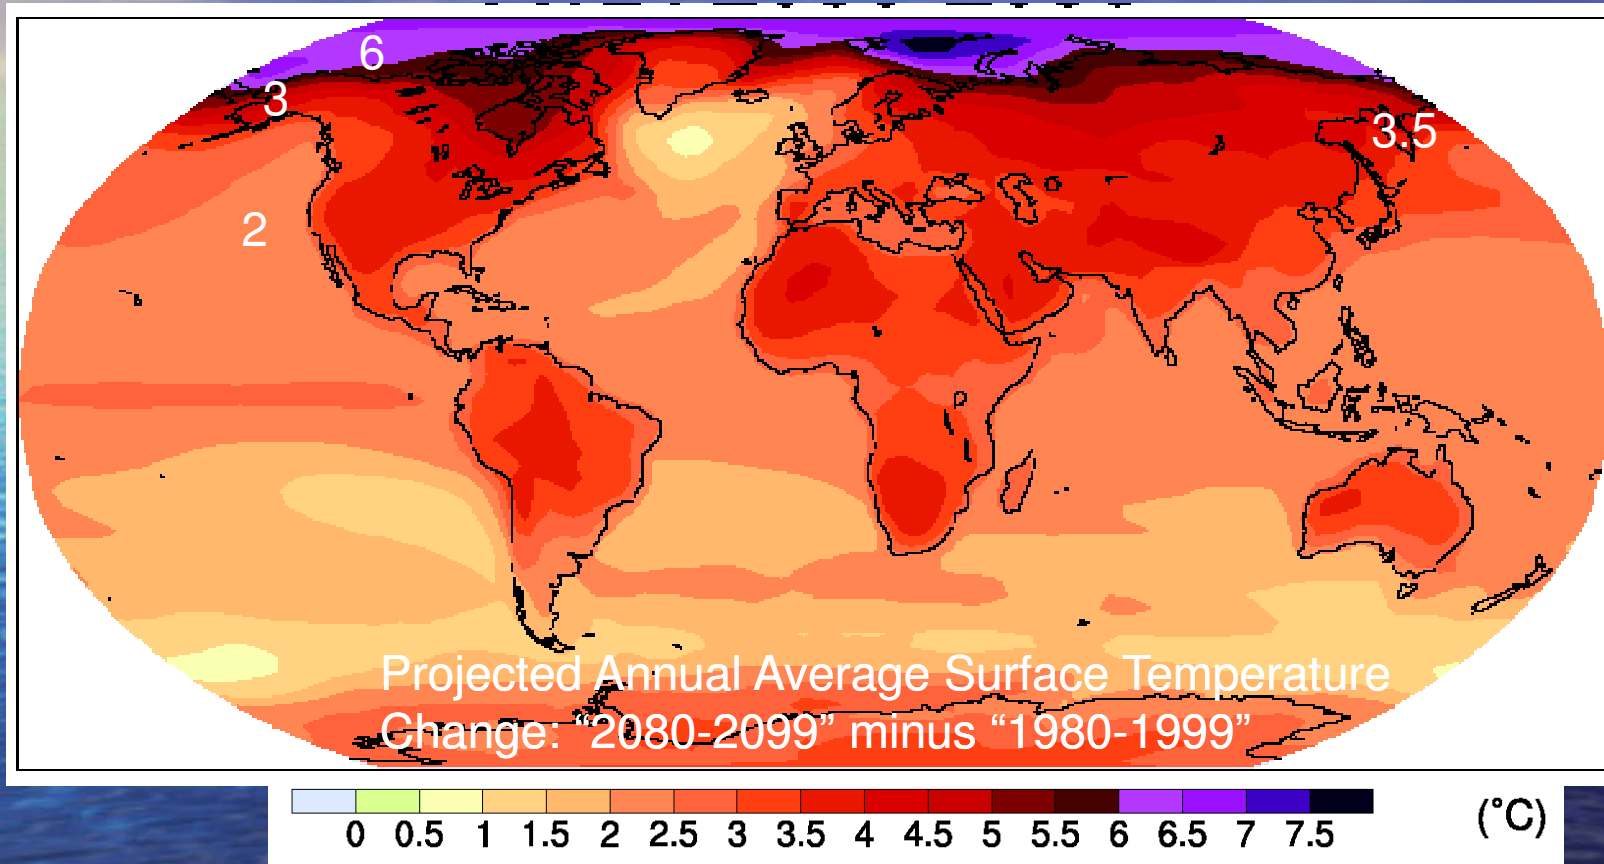 6
3
3.5
2
Projected Annual Average Surface Temperature
Change: “2080-2099” minus “1980-1999”
0 0.5 1 1.5 2 2.5 3 3.5 4 4.5 5 5.5 6 6.5 7 7.5 (°C)